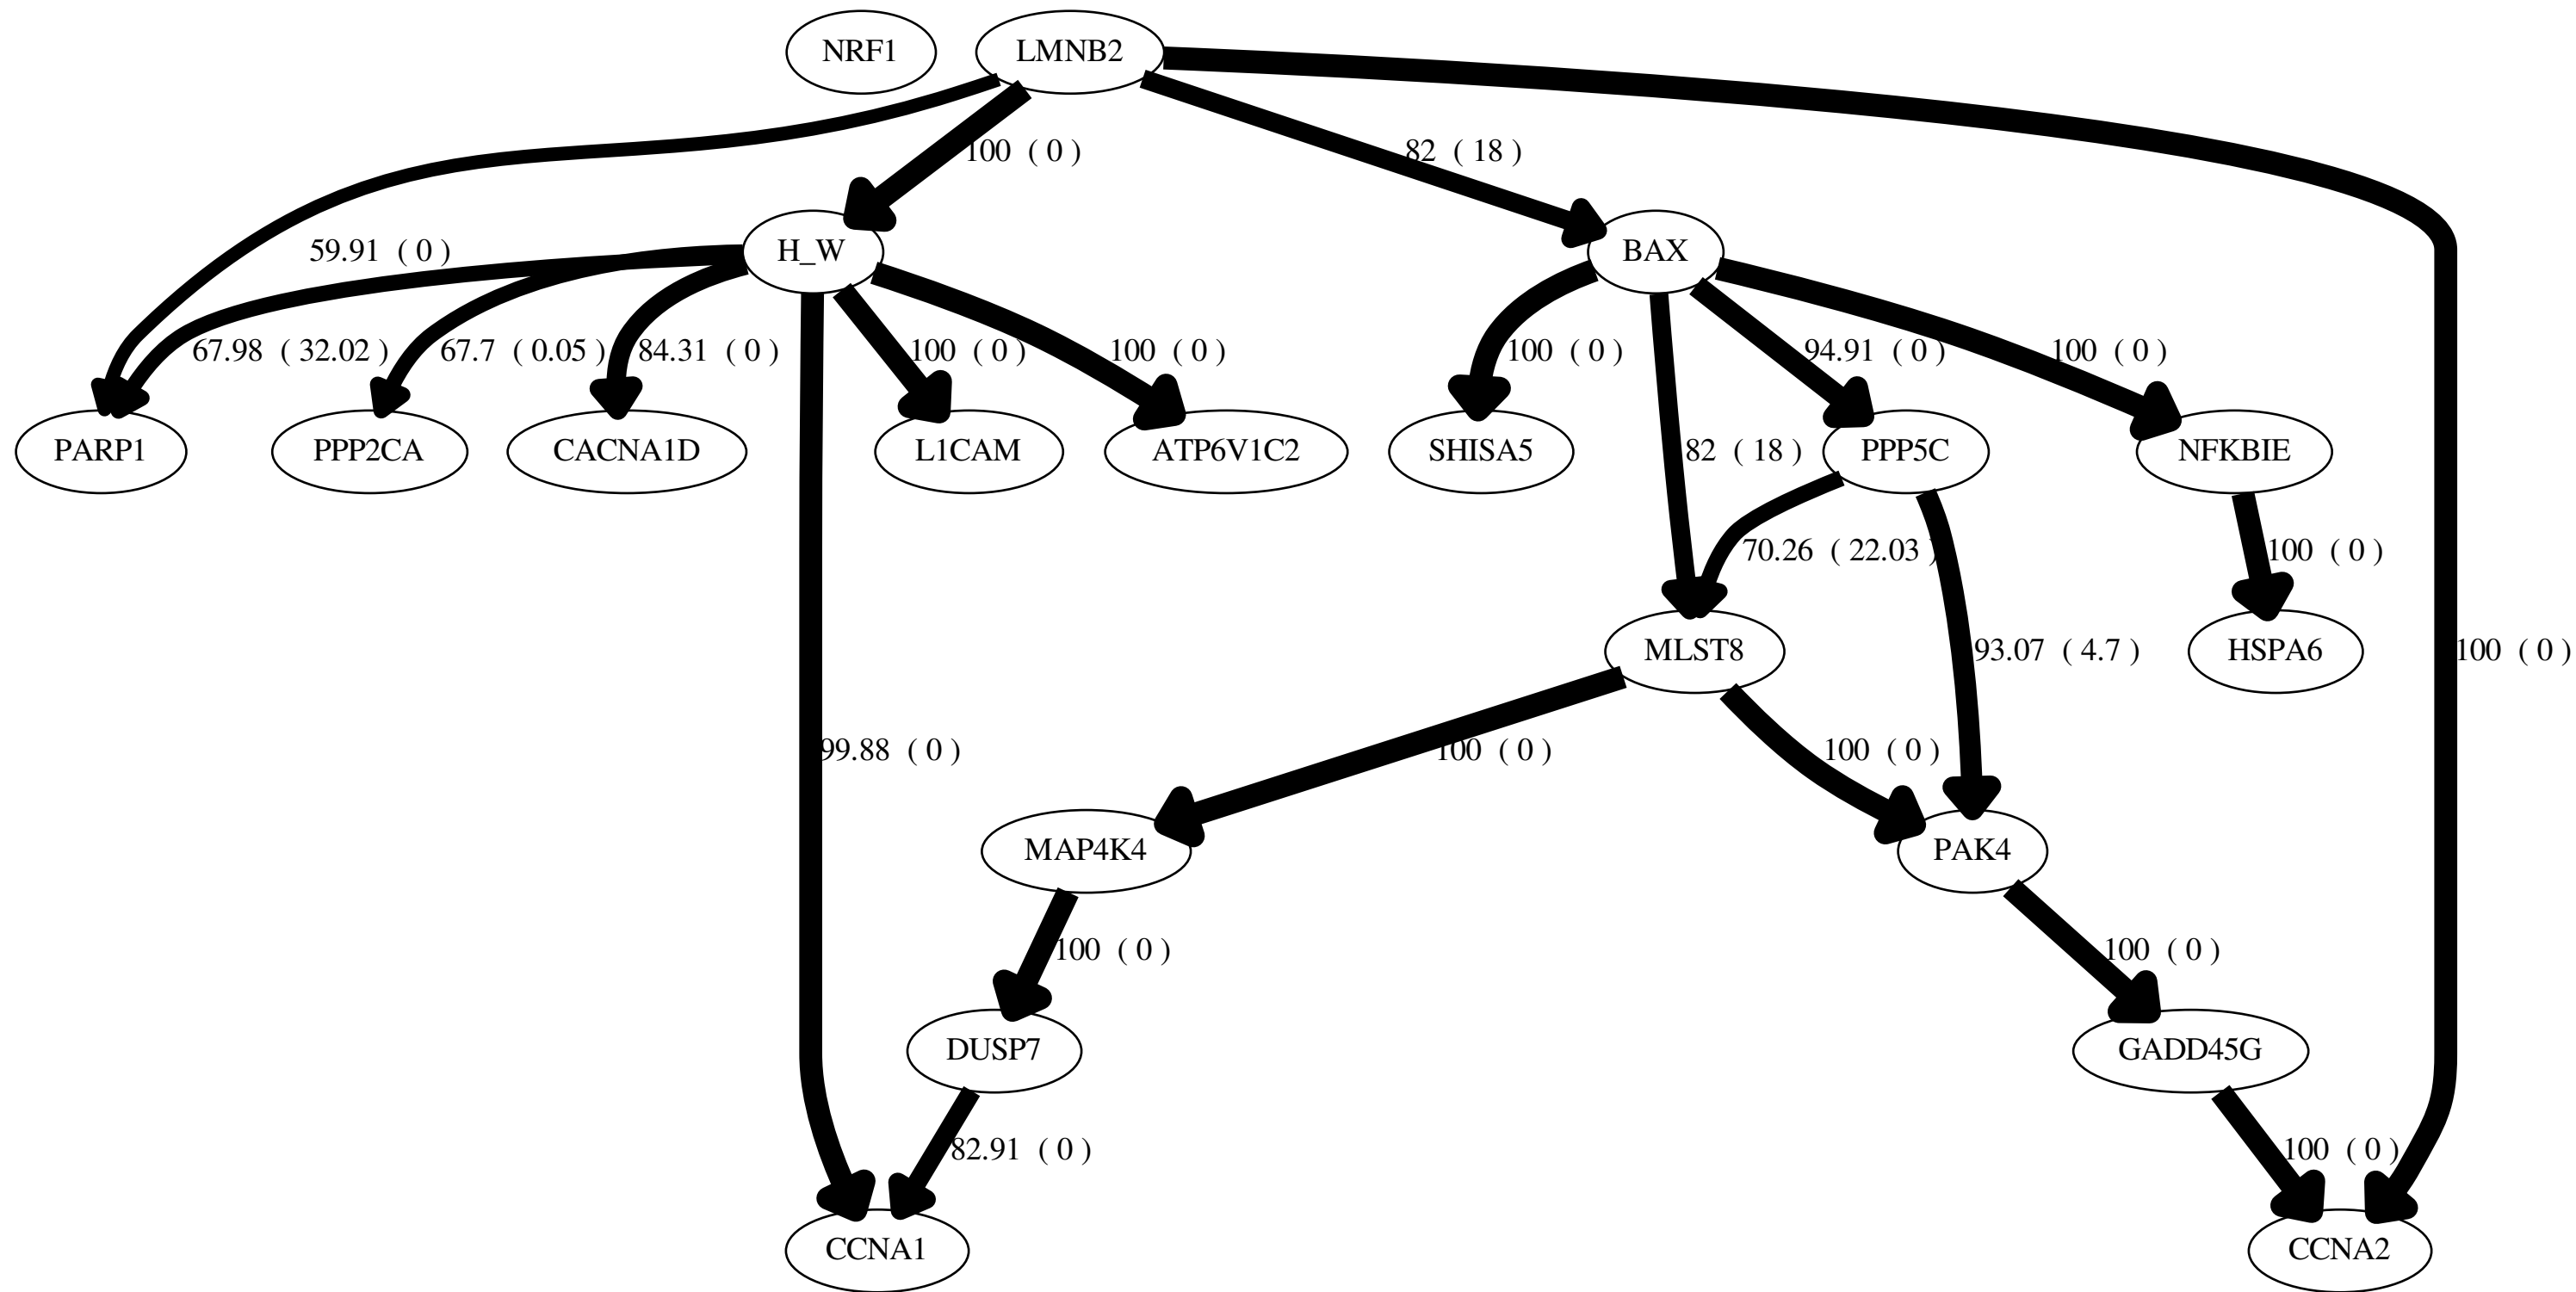 NRF1 LMNB2
100 ( 0 ) 82 ( 18 )
59.91 ( 0 ) H_W BAX
67.98 ( 32.02 ) 67.7 ( 0.05 ) 84.31 ( 0 ) 100 ( 0 ) 100 ( 0 ) 100 ( 0 ) 94.91 ( 0 ) 100 ( 0 )
PARP1 PPP2CA CACNA1D L1CAM ATP6V1C2 SHISA5 82 ( 18 ) PPP5C NFKBIE
70.26 ( 22.03 ) 100 ( 0 )
MLST8 93.07 ( 4.7 ) HSPA6 100 ( 0 )
99.88 ( 0 ) 100 ( 0 ) 100 ( 0 )
MAP4K4 PAK4
100 ( 0 ) 100 ( 0 )
DUSP7 GADD45G
82.91 ( 0 ) 100 ( 0 )
CCNA1 CCNA2